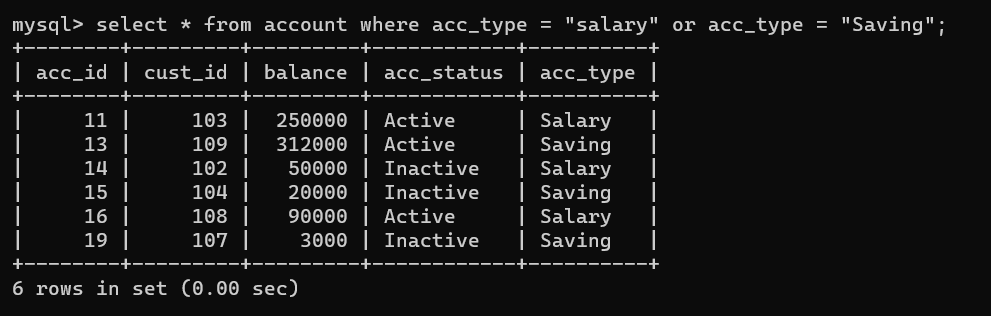 mysql> select * from account where acc_type = "salary" or acc_type = "Saving";
+--------+---------+---------+------------+----------+
| acc_id | cust_id | balance | acc_status | acc_type |
+--------+---------+---------+------------+----------+
|     11 |     103 |  250000 | Active     | Salary   |
|     13 |     109 |  312000 | Active     | Saving   |
|     14 |     102 |   50000 | Inactive   | Salary   |
|     15 |     104 |   20000 | Inactive   | Saving   |
|     16 |     108 |   90000 | Active     | Salary   |
|     19 |     107 |    3000 | Inactive   | Saving   |
+--------+---------+---------+------------+----------+
6 rows in set (0.00 sec)